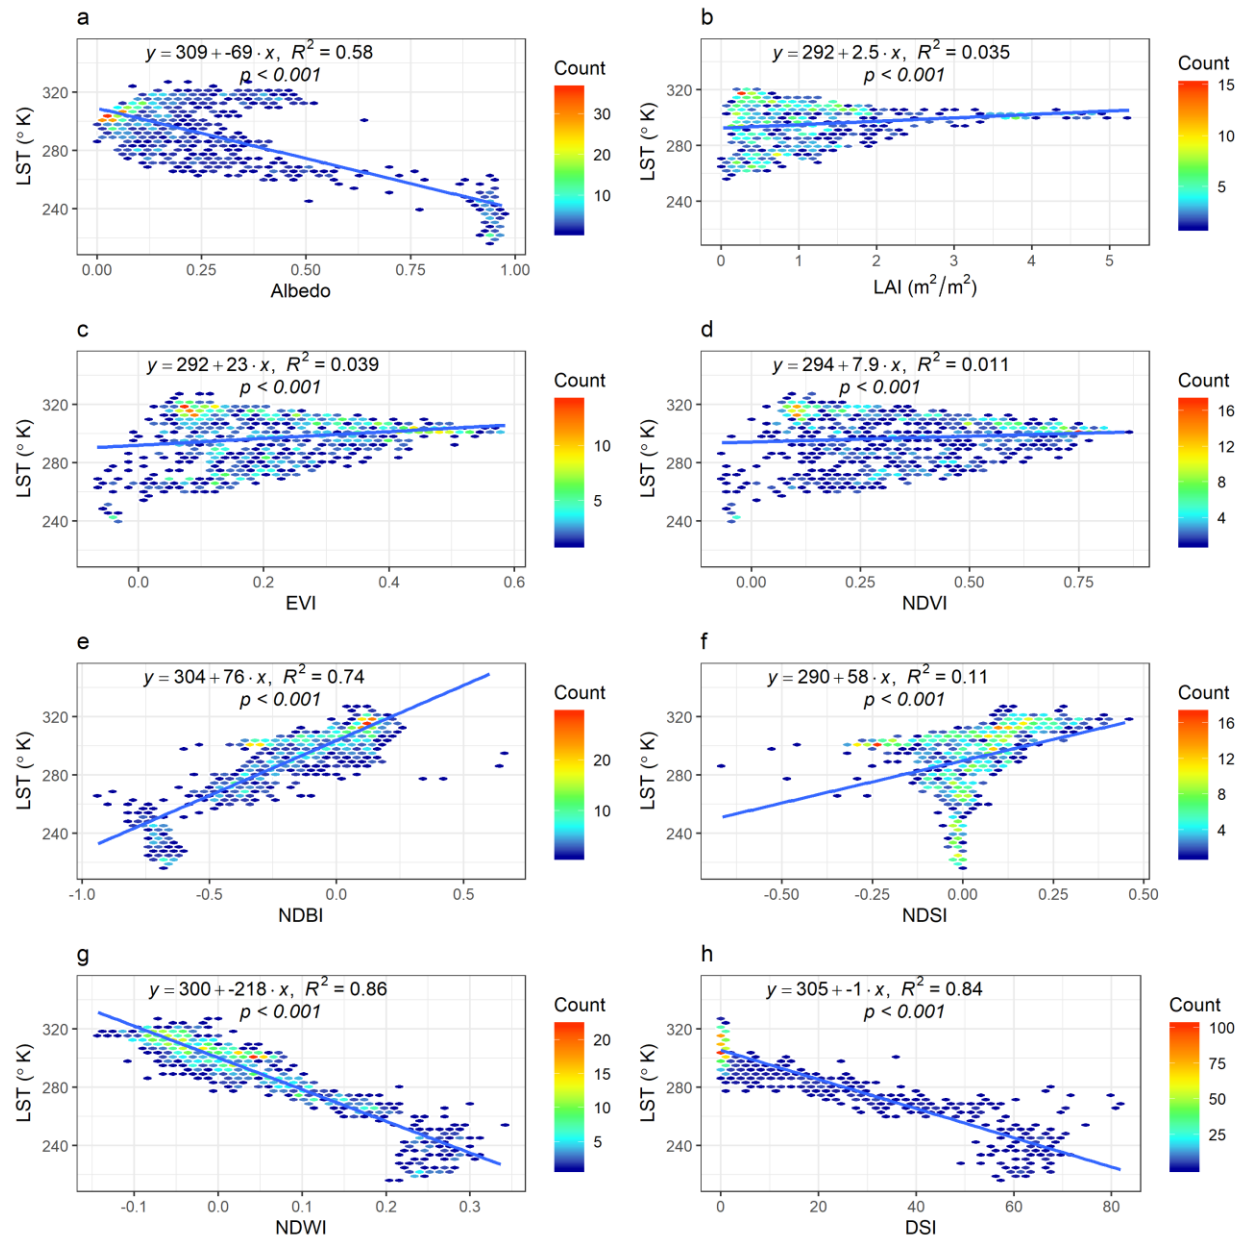 a
y = 309 + -69 · x, R² = 0.58
p < 0.001
LST (° K)
320
280
240
0.00 0.25 0.50 0.75 1.00
Albedo
Count
30
20
10
b
y = 292 + 2.5 · x, R² = 0.035
p < 0.001
LST (° K)
320
280
240
0 1 2 3 4 5
LAI (m²/m²)
Count
15
10
5
c
y = 292 + 23 · x, R² = 0.039
p < 0.001
LST (° K)
320
280
240
0.0 0.2 0.4 0.6
EVI
Count
10
5
d
y = 294 + 7.9 · x, R² = 0.011
p < 0.001
LST (° K)
320
280
240
0.00 0.25 0.50 0.75
NDVI
Count
16
12
8
4
e
y = 304 + 76 · x, R² = 0.74
p < 0.001
LST (° K)
320
280
240
-1.0 -0.5 0.0 0.5
NDBI
Count
20
10
f
y = 290 + 58 · x, R² = 0.11
p < 0.001
LST (° K)
320
280
240
-0.50 -0.25 0.00 0.25 0.50
NDSI
Count
16
12
8
4
g
y = 300 + -218 · x, R² = 0.86
p < 0.001
LST (° K)
320
280
240
-0.1 0.0 0.1 0.2 0.3
NDWI
Count
20
15
10
5
h
y = 305 + -1 · x, R² = 0.84
p < 0.001
LST (° K)
320
280
240
0 20 40 60 80
DSI
Count
100
75
50
25